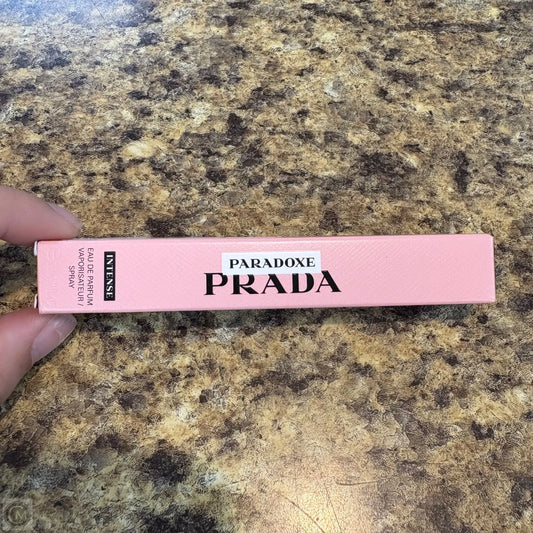 PARADOXE
PRADA
INTENSE
EAU DE PARFUM
VAPORISATEUR /
SPRAY